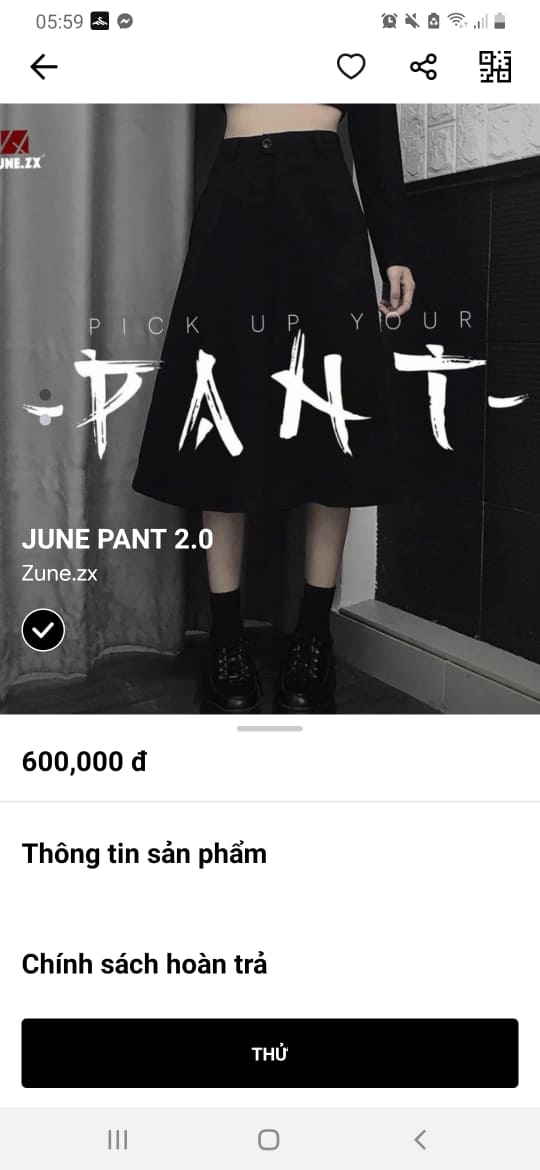 05:59
UNE.ZX
PICK UP YOUR
-PANT-
JUNE PANT 2.0
Zune.zx
600,000 đ
Thông tin sản phẩm
Chính sách hoàn trả
THỬ